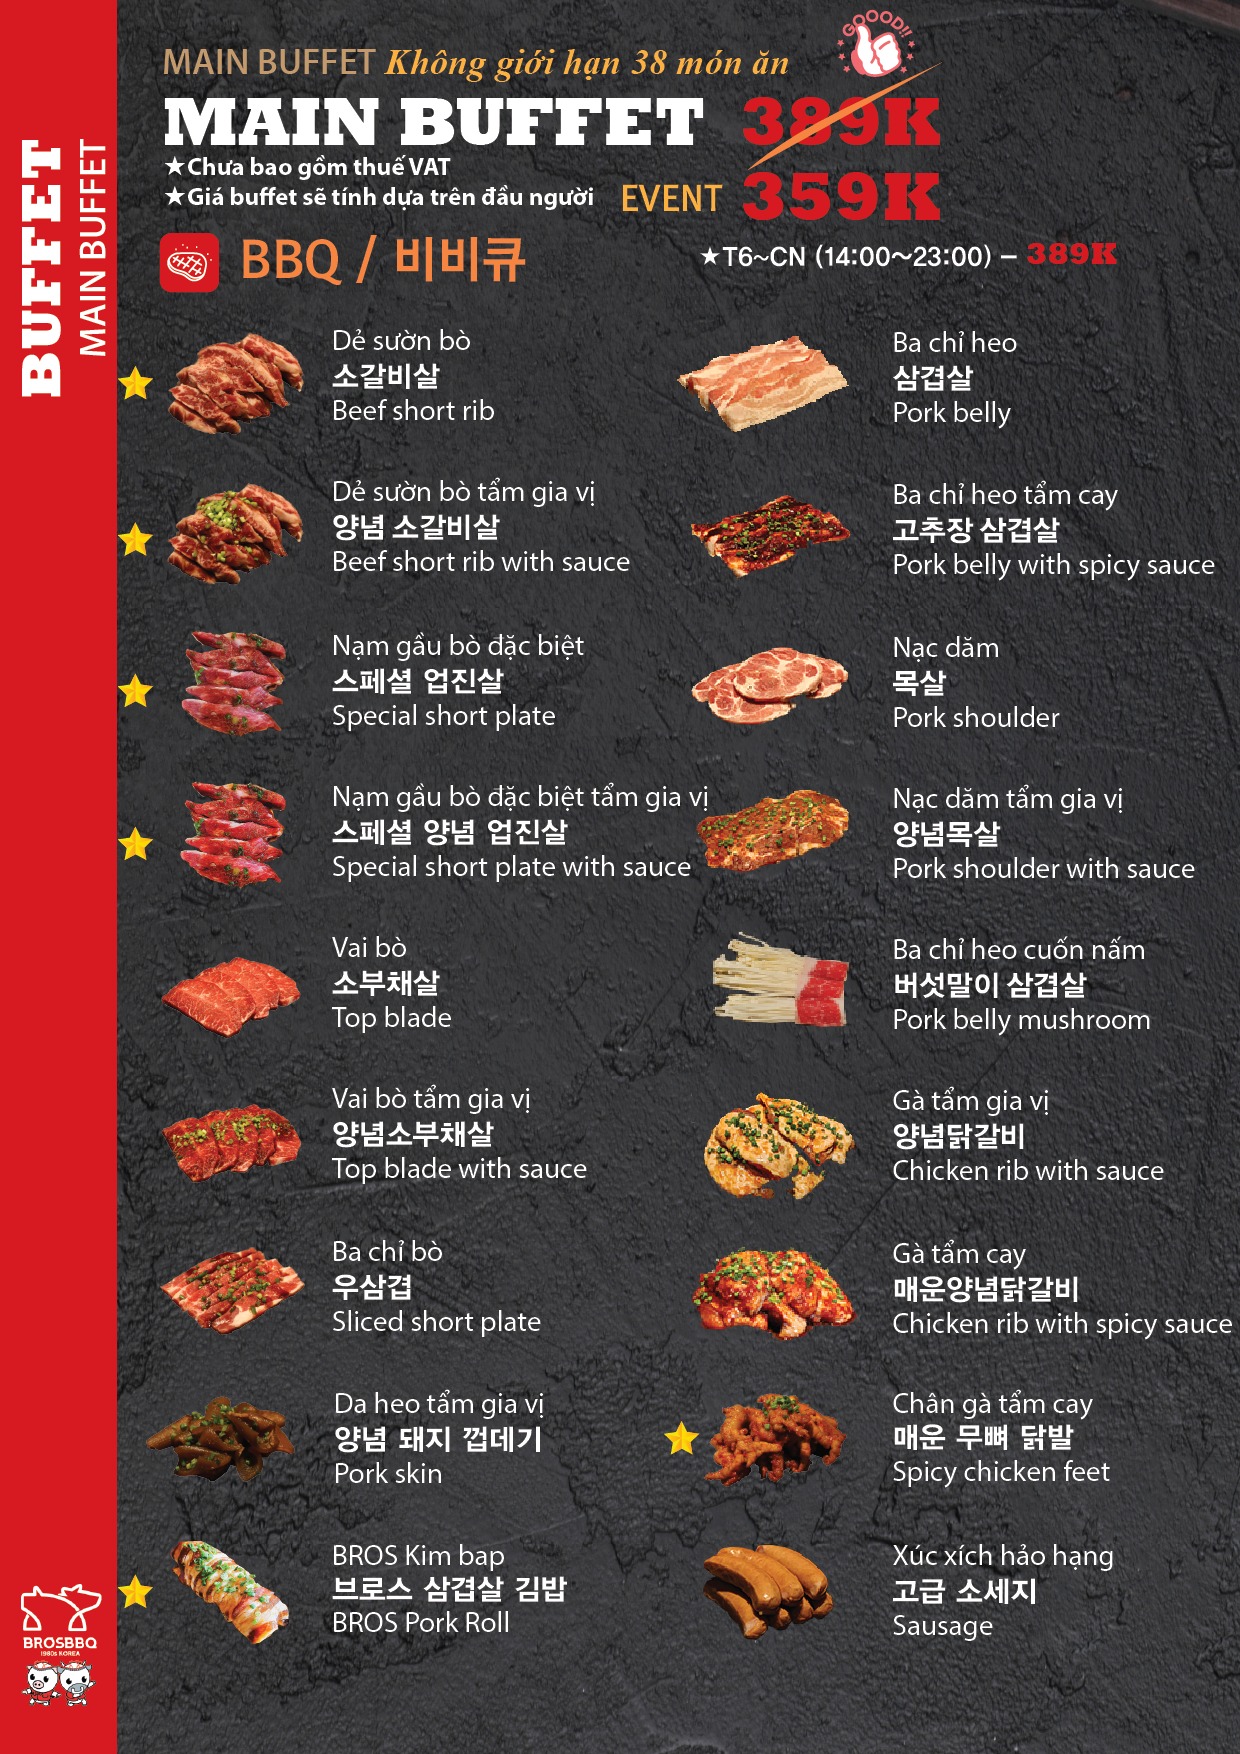 BUFFET
MAIN BUFFET
MAIN BUFFET Không giới hạn 38 món ăn
GOOOD!!
MAIN BUFFET 389K
★Chưa bao gồm thuế VAT
★Giá buffet sẽ tính dựa trên đầu người
EVENT 359K
BBQ / 비비큐
★T6~CN (14:00~23:00) – 389K
Dẻ sườn bò
소갈비살
Beef short rib
Ba chỉ heo
삼겹살
Pork belly
Dẻ sườn bò tẩm gia vị
양념 소갈비살
Beef short rib with sauce
Ba chỉ heo tẩm cay
고추장 삼겹살
Pork belly with spicy sauce
Nạm gầu bò đặc biệt
스페셜 업진살
Special short plate
Nạc dăm
목살
Pork shoulder
Nạm gầu bò đặc biệt tẩm gia vị
스페셜 양념 업진살
Special short plate with sauce
Nạc dăm tẩm gia vị
양념목살
Pork shoulder with sauce
Vai bò
소부채살
Top blade
Ba chỉ heo cuốn nấm
버섯말이 삼겹살
Pork belly mushroom
Vai bò tẩm gia vị
양념소부채살
Top blade with sauce
Gà tẩm gia vị
양념닭갈비
Chicken rib with sauce
Ba chỉ bò
우삼겹
Sliced short plate
Gà tẩm cay
매운양념닭갈비
Chicken rib with spicy sauce
Da heo tẩm gia vị
양념 돼지 껍데기
Pork skin
Chân gà tẩm cay
매운 무뼈 닭발
Spicy chicken feet
BROS Kim bap
브로스 삼겹살 김밥
BROS Pork Roll
Xúc xích hảo hạng
고급 소세지
Sausage
BROSBBQ
1980s KOREA